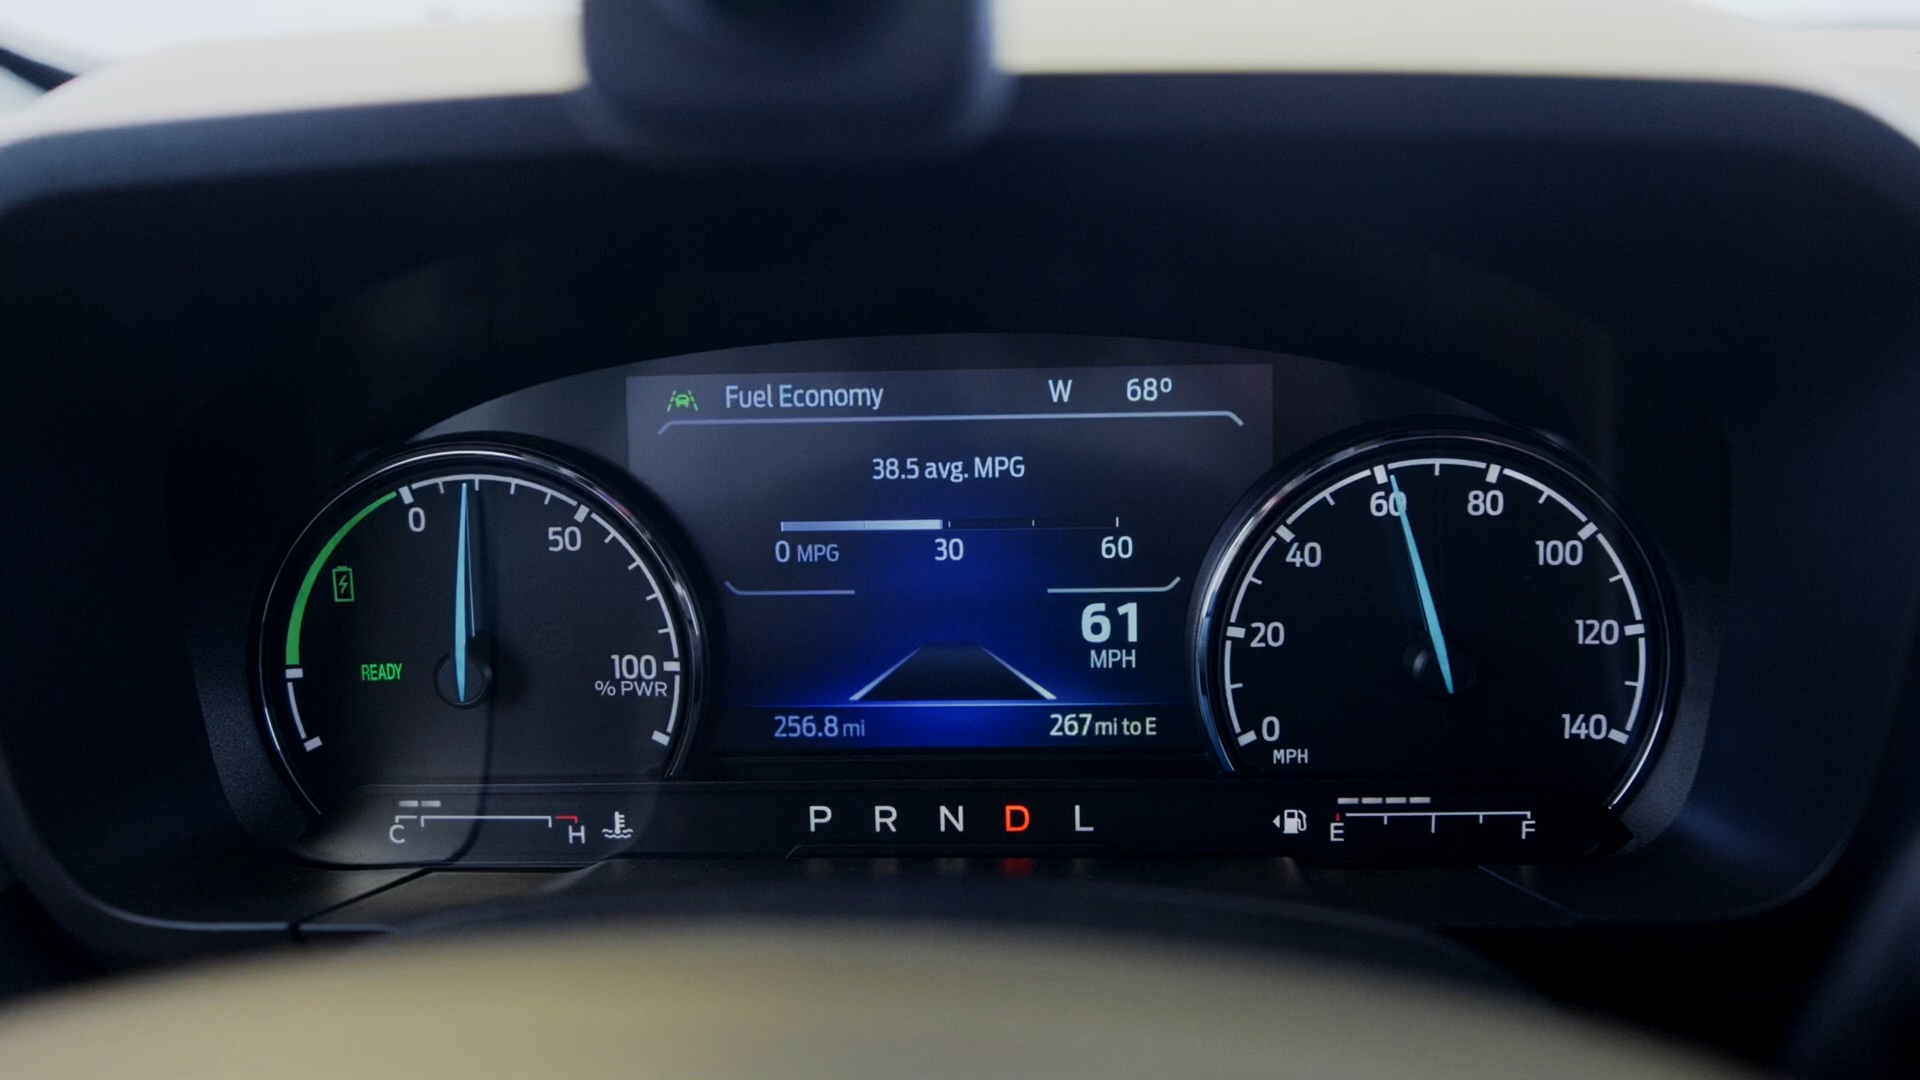 Fuel Economy W 68º
38.5 avg. MPG
0 MPG 30 60
61
MPH
256.8 mi 267 mi to E
0 50 100
% PWR
READY
0 20 40 60 80 100 120 140
MPH
C H
P R N D L
E F